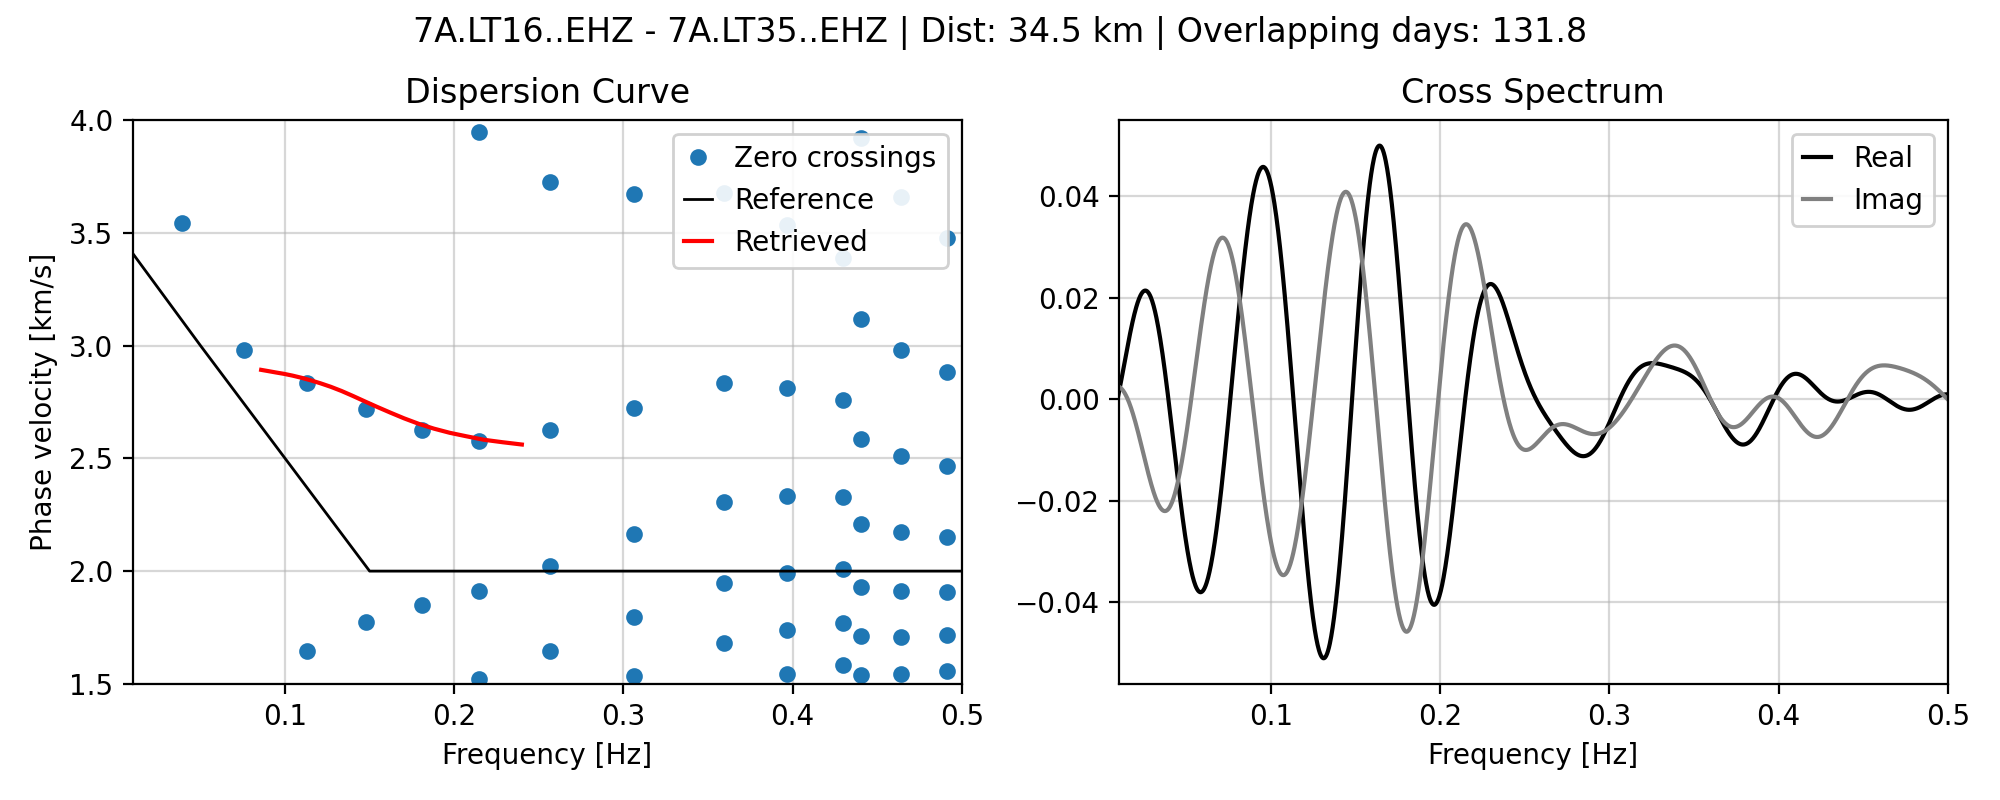 7A.LT16..EHZ - 7A.LT35..EHZ | Dist: 34.5 km | Overlapping days: 131.8
Dispersion Curve
Zero crossings
Reference
Retrieved
4.0
3.5
3.0
2.5
2.0
1.5
Phase velocity [km/s]
0.1
0.2
0.3
0.4
0.5
Frequency [Hz]
Cross Spectrum
Real
Imag
0.04
0.02
0.00
−0.02
−0.04
0.1
0.2
0.3
0.4
0.5
Frequency [Hz]